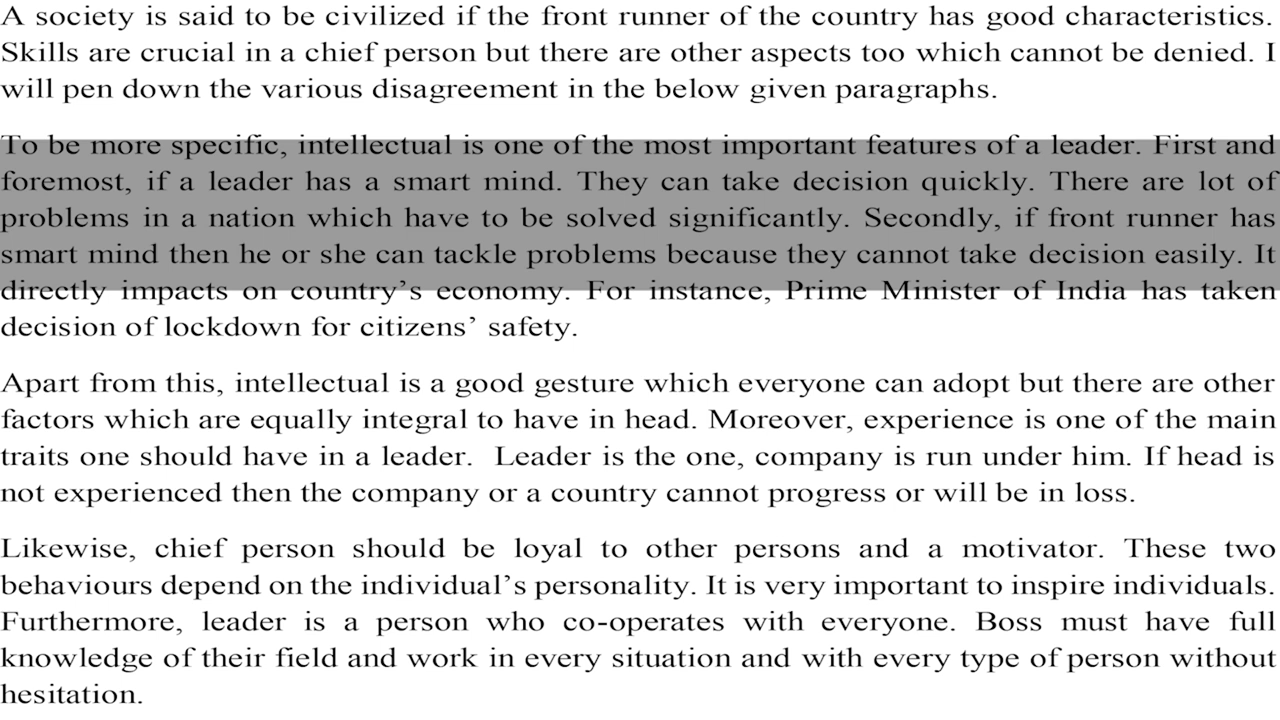 A society is said to be civilized if the front runner of the country has good characteristics.
Skills are crucial in a chief person but there are other aspects too which cannot be denied. I
will pen down the various disagreement in the below given paragraphs.
To be more specific, intellectual is one of the most important features of a leader. First and
foremost, if a leader has a smart mind. They can take decision quickly. There are lot of
problems in a nation which have to be solved significantly. Secondly, if front runner has
smart mind then he or she can tackle problems because they cannot take decision easily. It
directly impacts on country’s economy. For instance, Prime Minister of India has taken
decision of lockdown for citizens’ safety.
Apart from this, intellectual is a good gesture which everyone can adopt but there are other
factors which are equally integral to have in head. Moreover, experience is one of the main
traits one should have in a leader.  Leader is the one, company is run under him. If head is
not experienced then the company or a country cannot progress or will be in loss.
Likewise, chief person should be loyal to other persons and a motivator. These two
behaviours depend on the individual’s personality. It is very important to inspire individuals.
Furthermore, leader is a person who co-operates with everyone. Boss must have full
knowledge of their field and work in every situation and with every type of person without
hesitation.